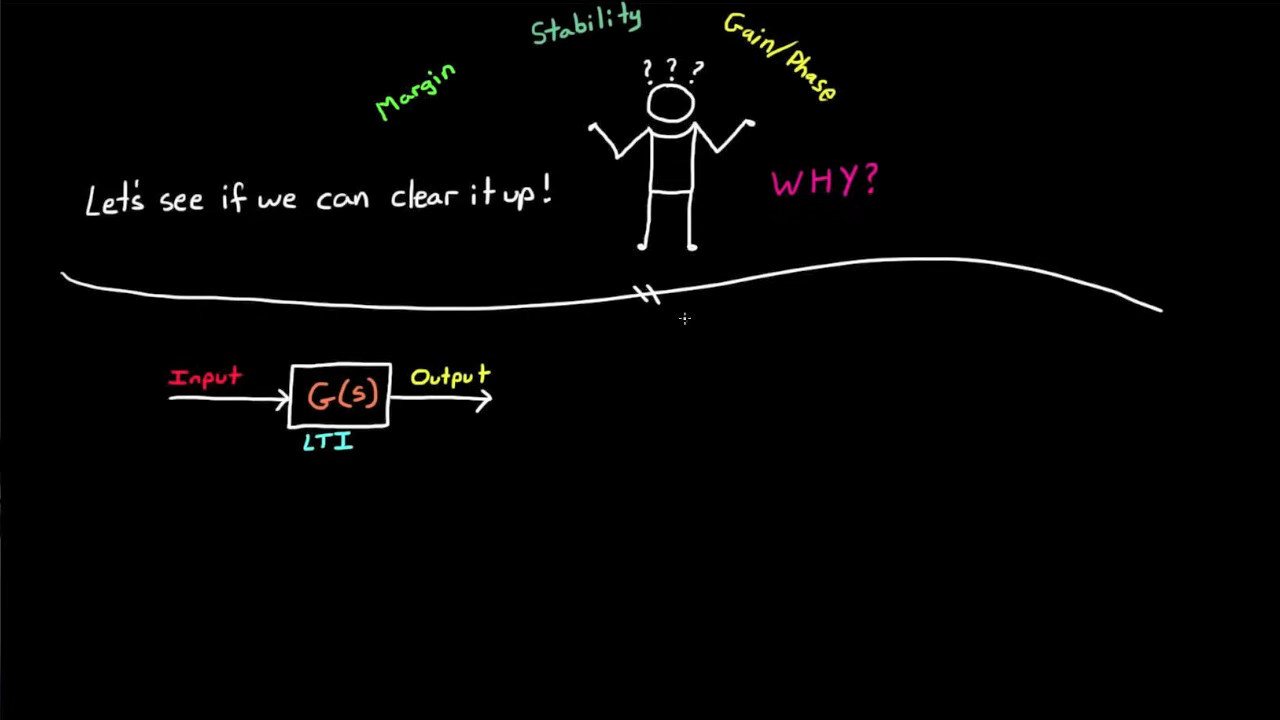 Stability
Gain/Phase
Margin
? ? ?
WHY?
Let's see if we can clear it up!
Input
G(s)
Output
LTI